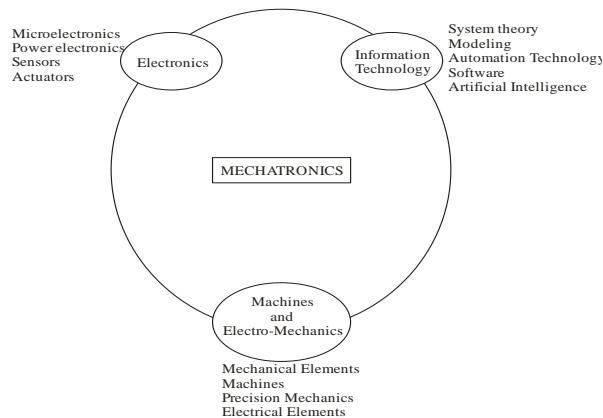 Microelectronics
Power electronics
Sensors
Actuators
Electronics
Information
Technology
System theory
Modeling
Automation Technology
Software
Artificial Intelligence
MECHATRONICS
Machines
and
Electro-Mechanics
Mechanical Elements
Machines
Precision Mechanics
Electrical Elements